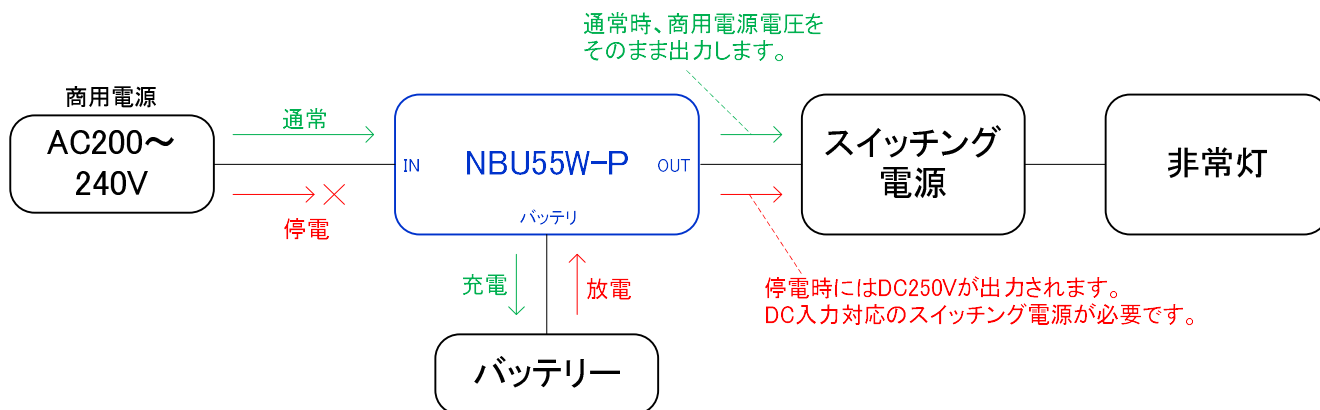 通常時、商用電源電圧を
そのまま出力します。
商用電源
AC200～
240V
通常
停電
IN
NBU55W-P
OUT
バッテリ
スイッチング
電源
非常灯
充電
放電
停電時にはDC250Vが出力されます。
DC入力対応のスイッチング電源が必要です。
バッテリー